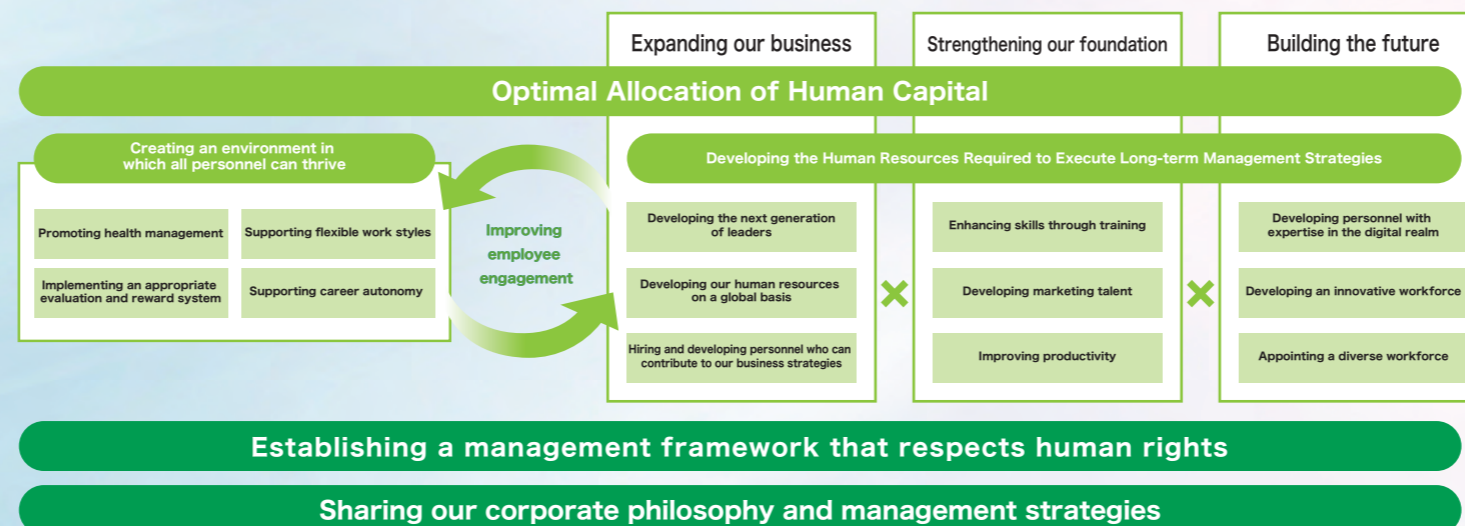 Expanding our business
Strengthening our foundation
Building the future
Optimal Allocation of Human Capital
Creating an environment in
which all personnel can thrive
Developing the Human Resources Required to Execute Long-term Management Strategies
Promoting health management
Supporting flexible work styles
Implementing an appropriate
evaluation and reward system
Supporting career autonomy
Improving
employee
engagement
Developing the next generation
of leaders
Developing our human resources
on a global basis
Hiring and developing personnel who can
contribute to our business strategies
Enhancing skills through training
Developing marketing talent
Improving productivity
Developing personnel with
expertise in the digital realm
Developing an innovative workforce
Appointing a diverse workforce
Establishing a management framework that respects human rights
Sharing our corporate philosophy and management strategies